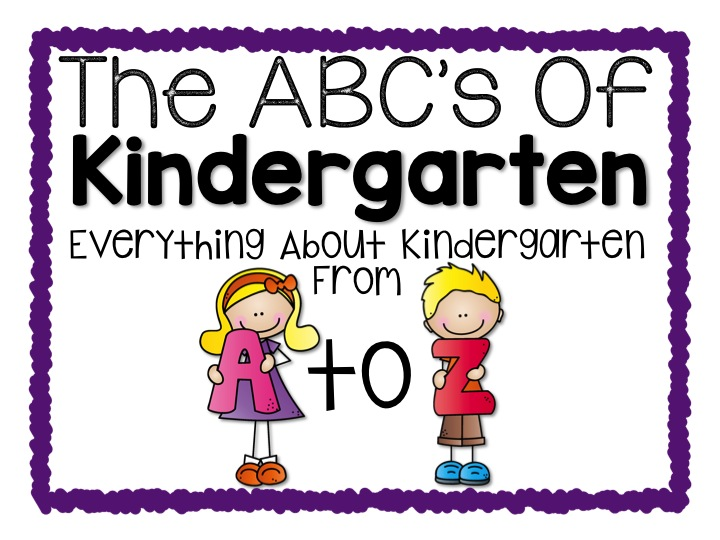 The ABC's Of
Kindergarten
Everything About Kindergarten
From
A to Z